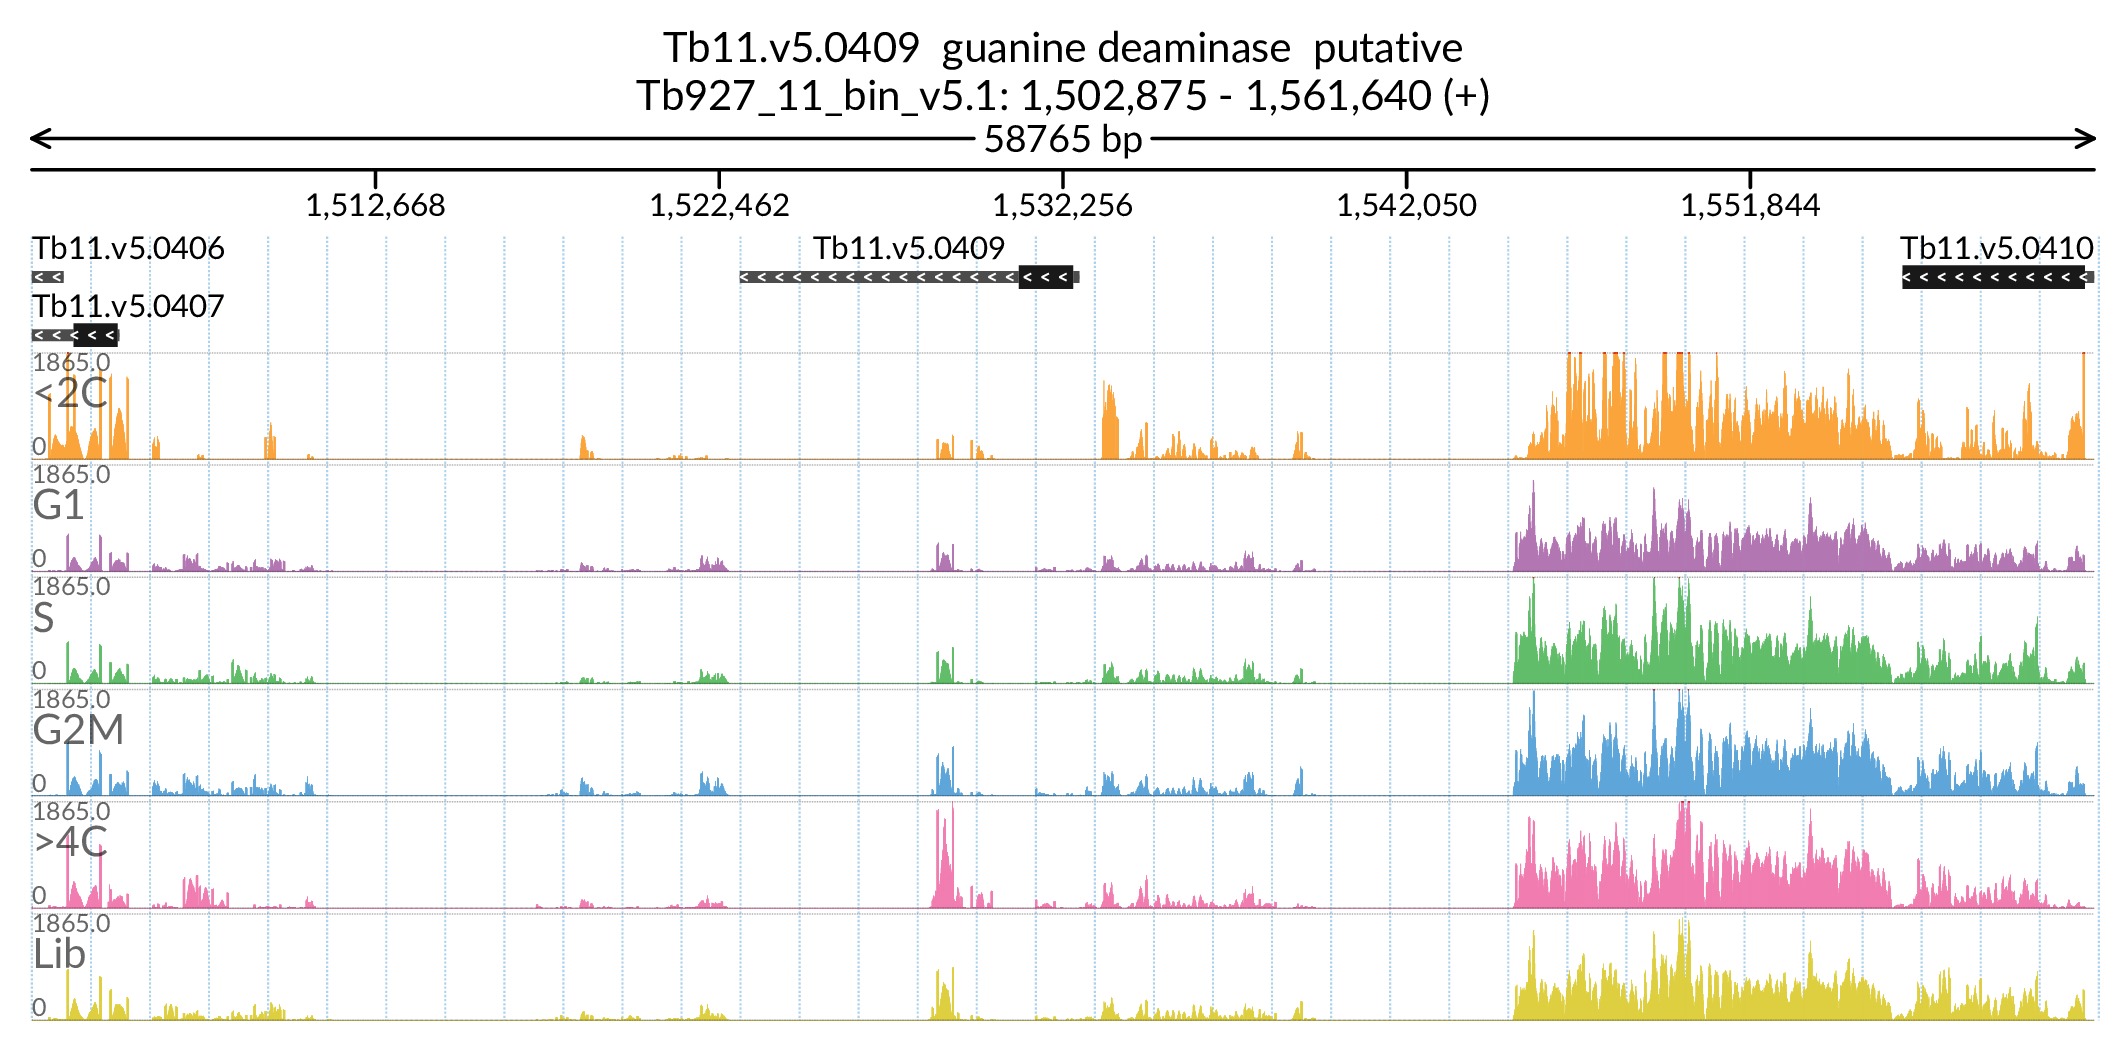 Tb11.v5.0409 guanine deaminase putative
Tb927_11_bin_v5.1: 1,502,875 - 1,561,640 (+)
58765 bp
1,512,668 1,522,462 1,532,256 1,542,050 1,551,844
Tb11.v5.0406 Tb11.v5.0409 Tb11.v5.0410
Tb11.v5.0407
1865.0
<2C
0
1865.0
G1
0
1865.0
S
0
1865.0
G2M
0
1865.0
>4C
0
1865.0
Lib
0